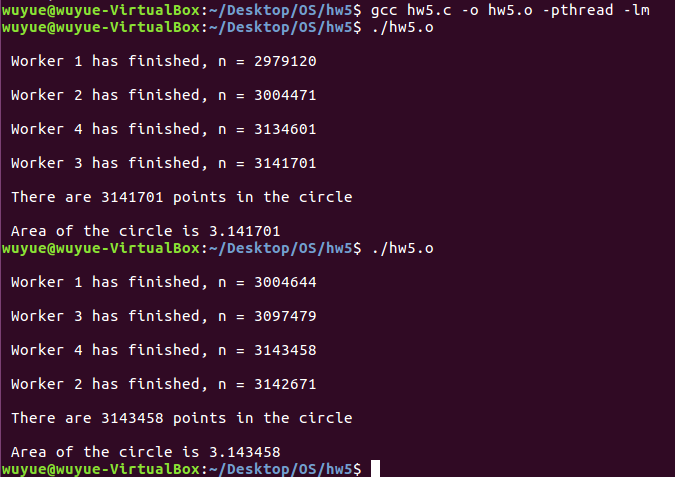 wuyue@wuyue-VirtualBox:~/Desktop/OS/hw5$ gcc hw5.c -o hw5.o -pthread -lm
wuyue@wuyue-VirtualBox:~/Desktop/OS/hw5$ ./hw5.o
Worker 1 has finished, n = 2979120
Worker 2 has finished, n = 3004471
Worker 4 has finished, n = 3134601
Worker 3 has finished, n = 3141701
There are 3141701 points in the circle
Area of the circle is 3.141701
wuyue@wuyue-VirtualBox:~/Desktop/OS/hw5$ ./hw5.o
Worker 1 has finished, n = 3004644
Worker 3 has finished, n = 3097479
Worker 4 has finished, n = 3143458
Worker 2 has finished, n = 3142671
There are 3143458 points in the circle
Area of the circle is 3.143458
wuyue@wuyue-VirtualBox:~/Desktop/OS/hw5$